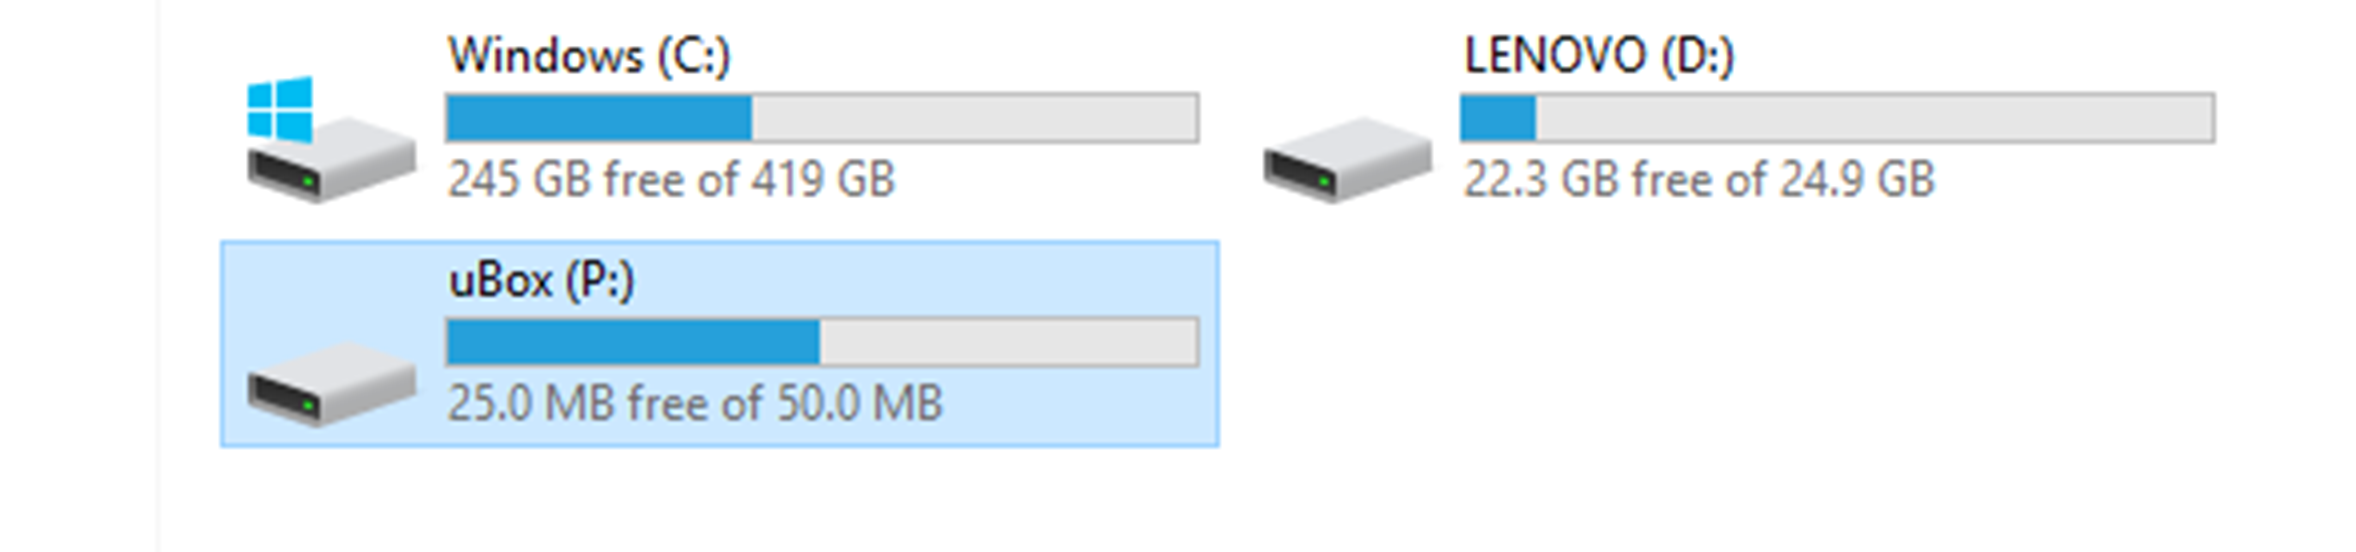 Windows (C:)
245 GB free of 419 GB
LENOVO (D:)
22.3 GB free of 24.9 GB
uBox (P:)
25.0 MB free of 50.0 MB